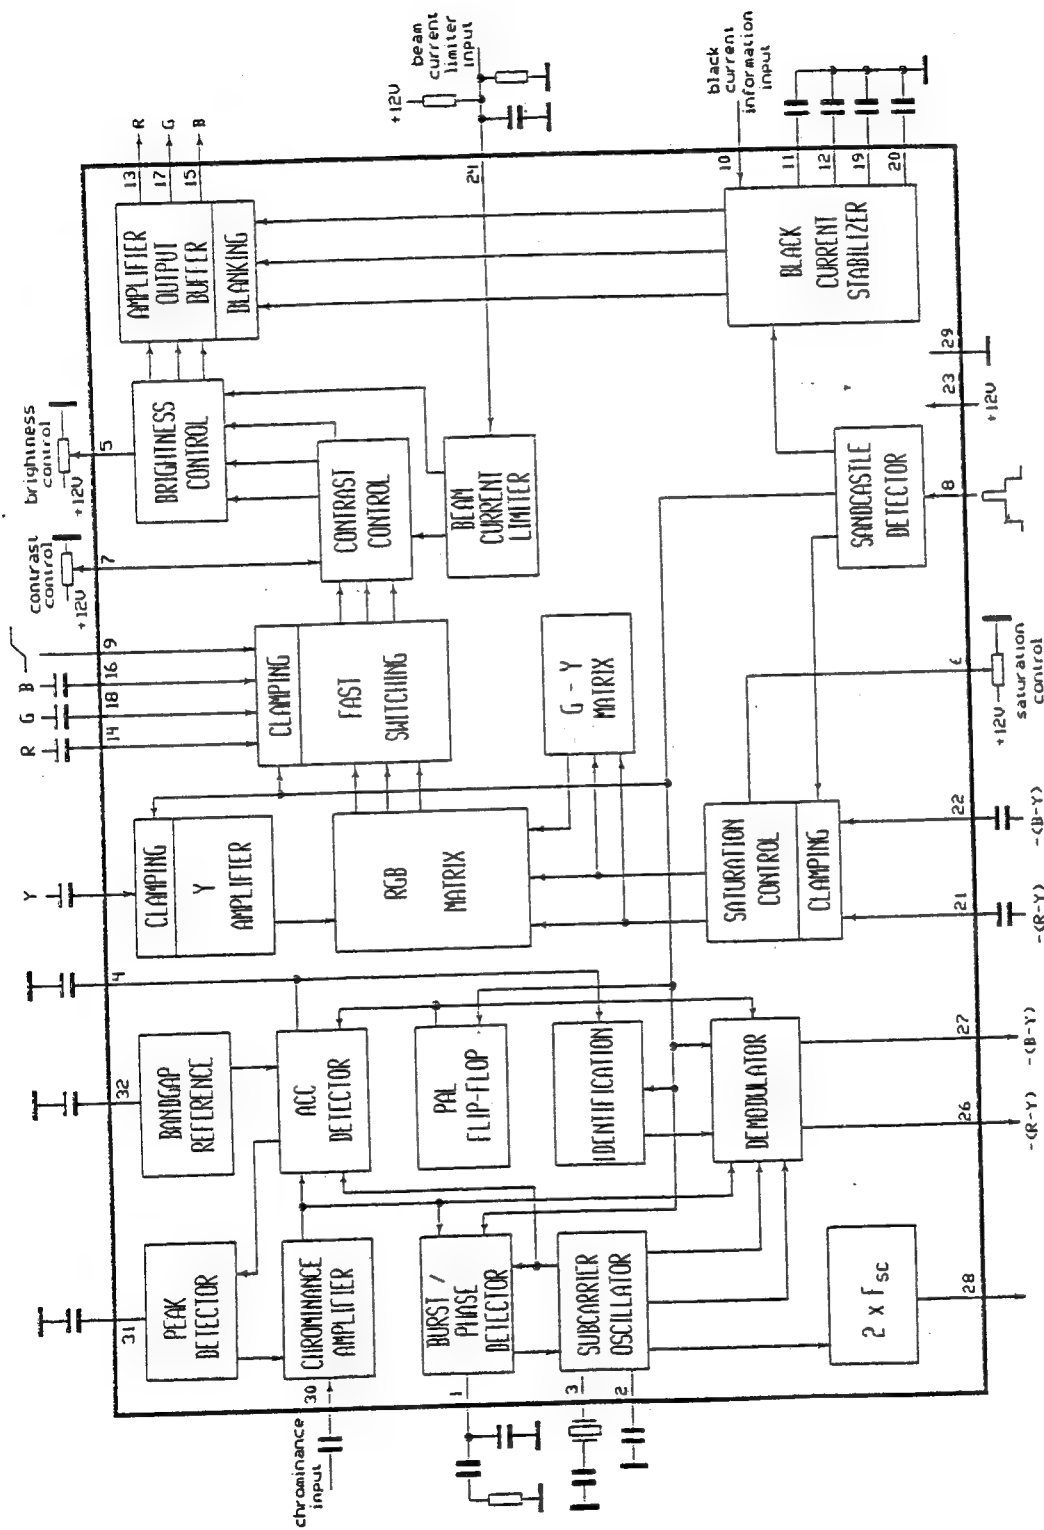 chrominance
input
30
31
PEAK
DETECTOR
CHROMINANCE
AMPLIFIER
32
BANDGAP
REFERENCE
ACC
DETECTOR
4
1
BURST/
PHASE
DETECTOR
PAL
FLIP-FLOP
3
2
SUBCARRIER
OSCILLATOR
IDENTIFICATION
DEMODULATOR
2 x FSC
28
26
-(R-Y)
27
-(B-Y)
Y
CLAMPING
Y
AMPLIFIER
RGB
MATRIX
G - Y
MATRIX
SATURATION
CONTROL
CLAMPING
21
-(R-Y)
22
-(B-Y)
R
G
B
14
18
16
9
CLAMPING
FAST
SWITCHING
contrast
control
+12V
7
CONTRAST
CONTROL
brightness
control
+12V
5
BRIGHTNESS
CONTROL
BEAM
CURRENT
LIMITER
+12V
saturation
control
SANDCASTLE
DETECTOR
8
+12V
23
29
AMPLIFIER
OUTPUT
BUFFER
BLANKING
13
R
17
G
15
B
24
+12V
beam
current
limiter
input
BLACK
CURRENT
STABILIZER
10
black
current
information
input
11
12
19
20